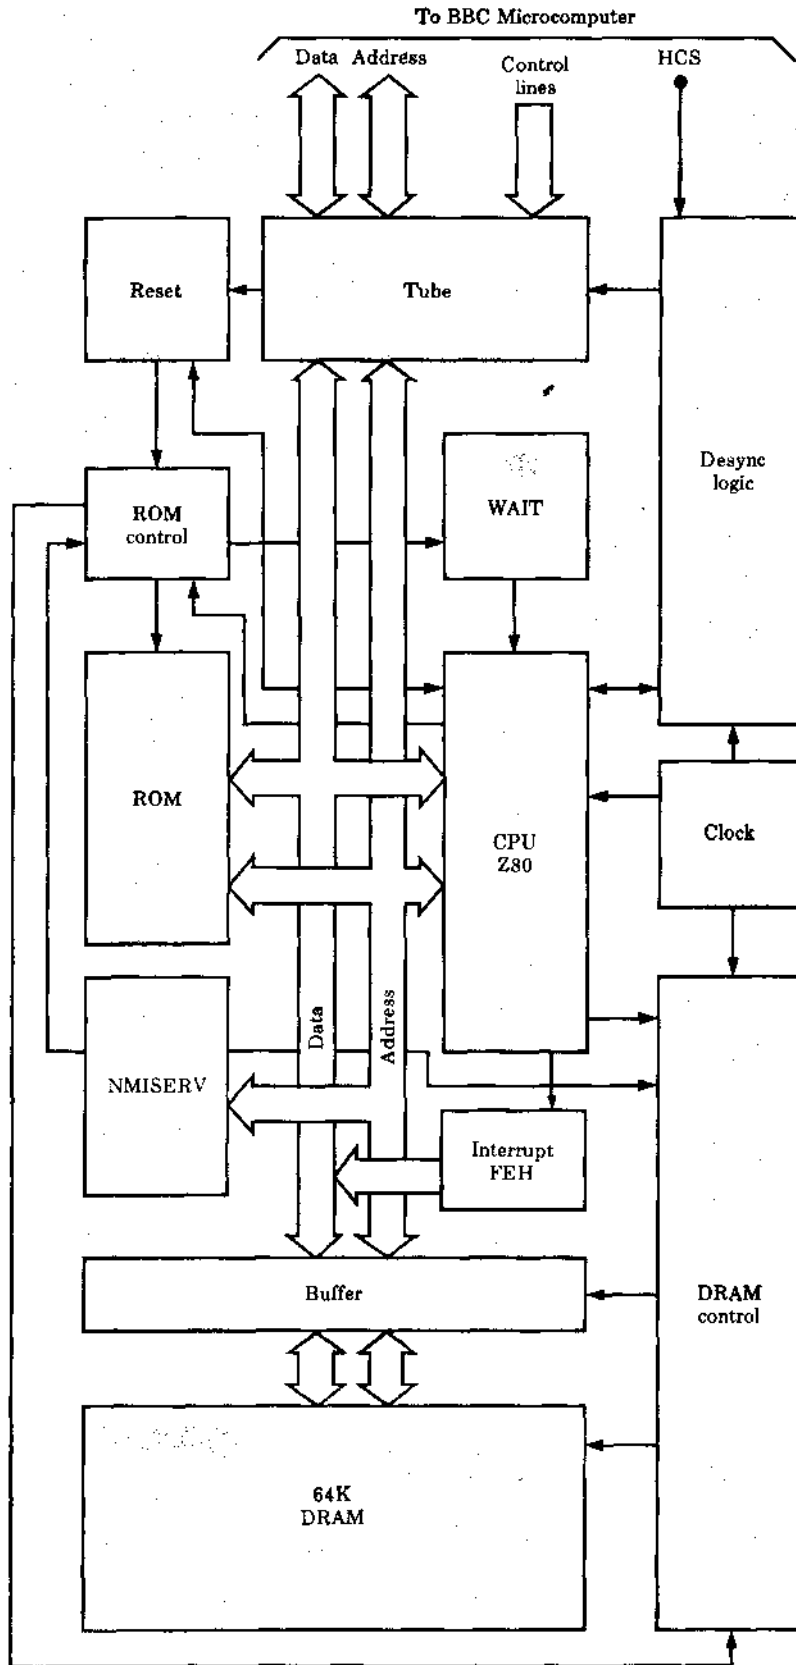 To BBC Microcomputer
Data Address
Control
lines
HCS
Reset
Tube
Desync
logic
ROM
control
WAIT
ROM
CPU
Z80
Clock
Data
Address
NMISERV
Interrupt
FEH
Buffer
DRAM
control
64K
DRAM